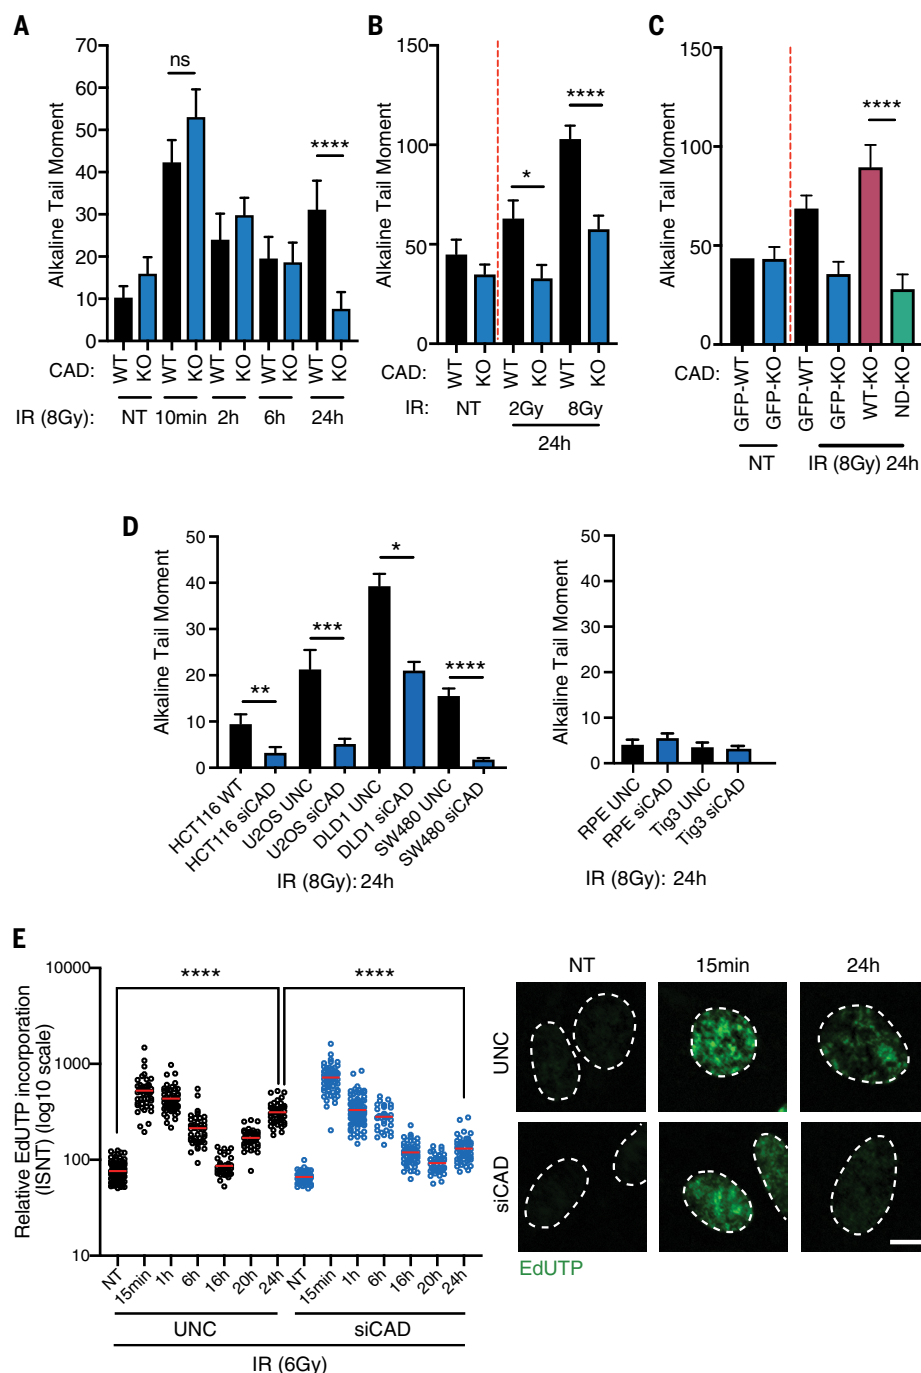 A
70
60
50
40
30
20
10
0
Alkaline Tail Moment
ns
****
CAD:
WT
KO
WT
KO
WT
KO
WT
KO
WT
KO
IR (8Gy):
NT
10min
2h
6h
24h
B
150
100
50
0
Alkaline Tail Moment
*
****
CAD:
WT
KO
WT
KO
WT
KO
IR:
NT
2Gy
8Gy
24h
C
150
100
50
0
Alkaline Tail Moment
****
CAD:
GFP-WT
GFP-KO
GFP-WT
GFP-KO
WT-KO
ND-KO
NT
IR (8Gy) 24h
D
50
40
30
20
10
0
Alkaline Tail Moment
**
***
*
****
HCT116 WT
HCT116 siCAD
U2OS UNC
U2OS siCAD
DLD1 UNC
DLD1 siCAD
SW480 UNC
SW480 siCAD
IR (8Gy): 24h
50
40
30
20
10
0
Alkaline Tail Moment
RPE UNC
RPE siCAD
Tig3 UNC
Tig3 siCAD
IR (8Gy): 24h
E
10000
1000
100
10
Relative EdUTP incorporation
(ISNT) (log10 scale)
****
****
NT
15min
1h
6h
16h
20h
24h
NT
15min
1h
6h
16h
20h
24h
UNC
siCAD
IR (6Gy)
NT
15min
24h
UNC
siCAD
EdUTP